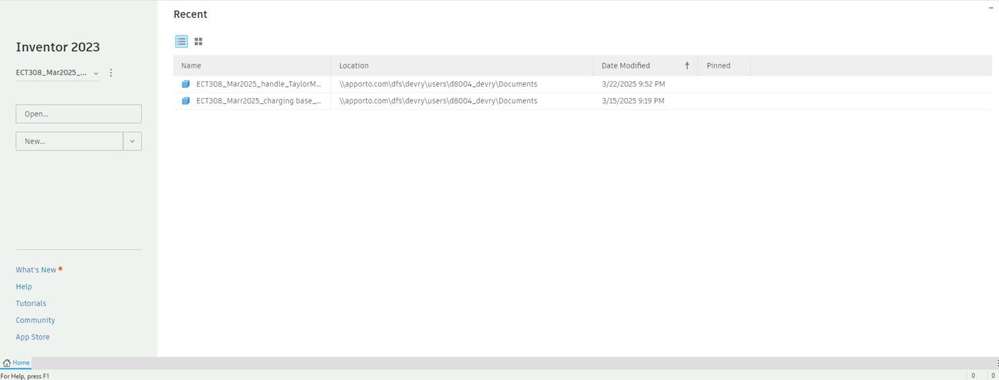 Recent
Inventor 2023
ECT308_Mar2025_...
Open...
New...
What's New
Help
Tutorials
Community
App Store
Name Location Date Modified Pinned
ECT308_Mar2025_handle_TaylorM... \\apporto.com\dfs\devry\users\d8004_devry\Documents 3/22/2025 9:52 PM
ECT308_Marr2025_charging base_... \\apporto.com\dfs\devry\users\d8004_devry\Documents 3/15/2025 9:19 PM
Home
For Help, press F1 0 0